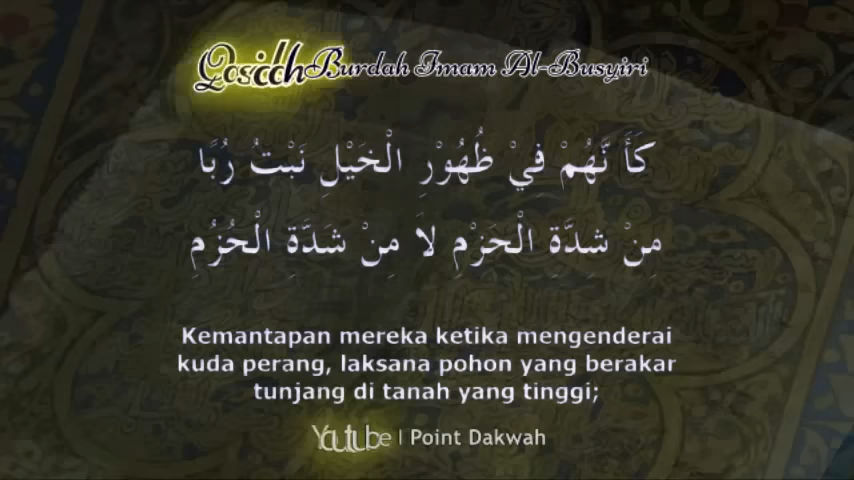 Qosidah Burdah Imam Al-Busyiri
كَأَ نَّهُمْ فِيْ ظُهُوْرِ الْخَيْلِ نَبْتُ رُبًا
مِنْ شِدَّةِ الْحَزْمِ لاَ مِنْ شَدَّةِ الْحُزُمِ
Kemantapan mereka ketika mengenderai
kuda perang, laksana pohon yang berakar
tunjang di tanah yang tinggi;
Youtube | Point Dakwah